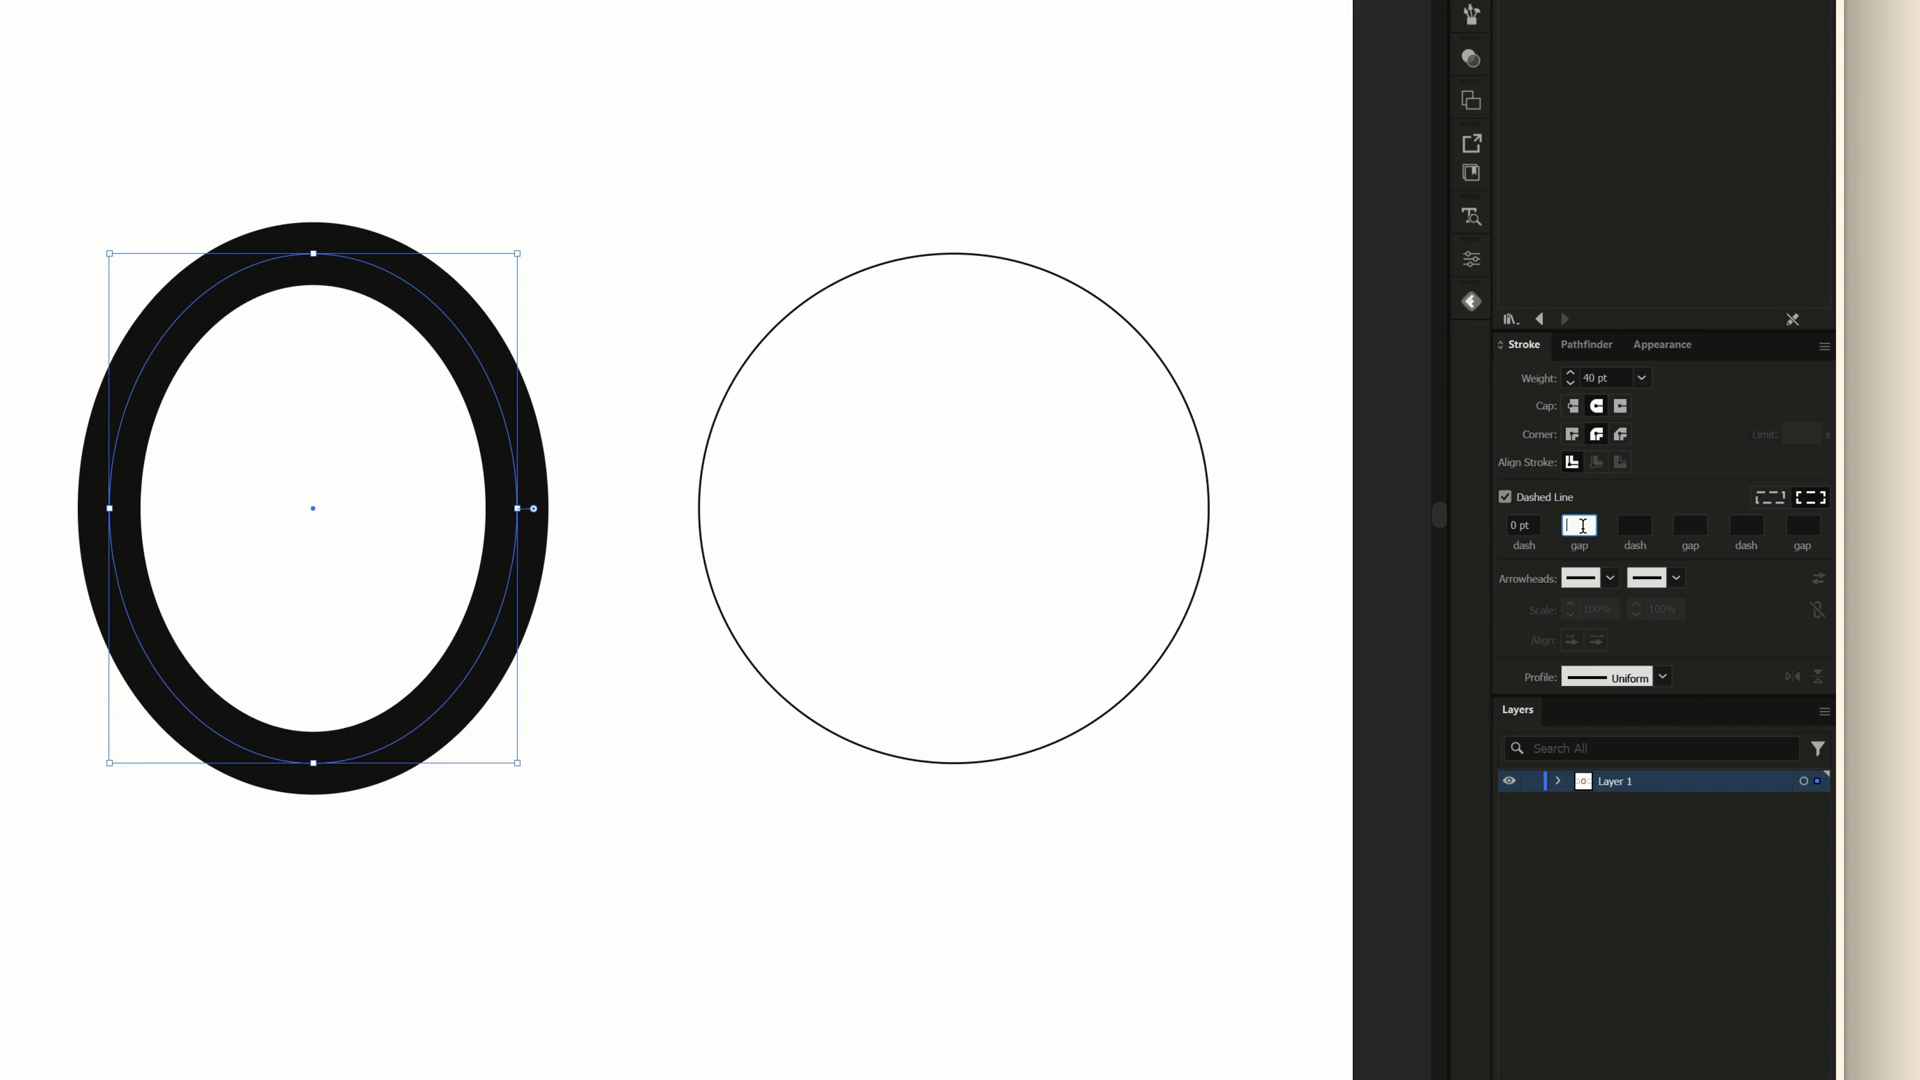 Stroke Pathfinder Appearance
Weight: 40 pt
Cap:
Corner: Limit: x
Align Stroke:
Dashed Line
0 pt
dash gap dash gap dash gap
Arrowheads:
Scale: 100% 100%
Align:
Profile: Uniform
Layers
Search All
Layer 1